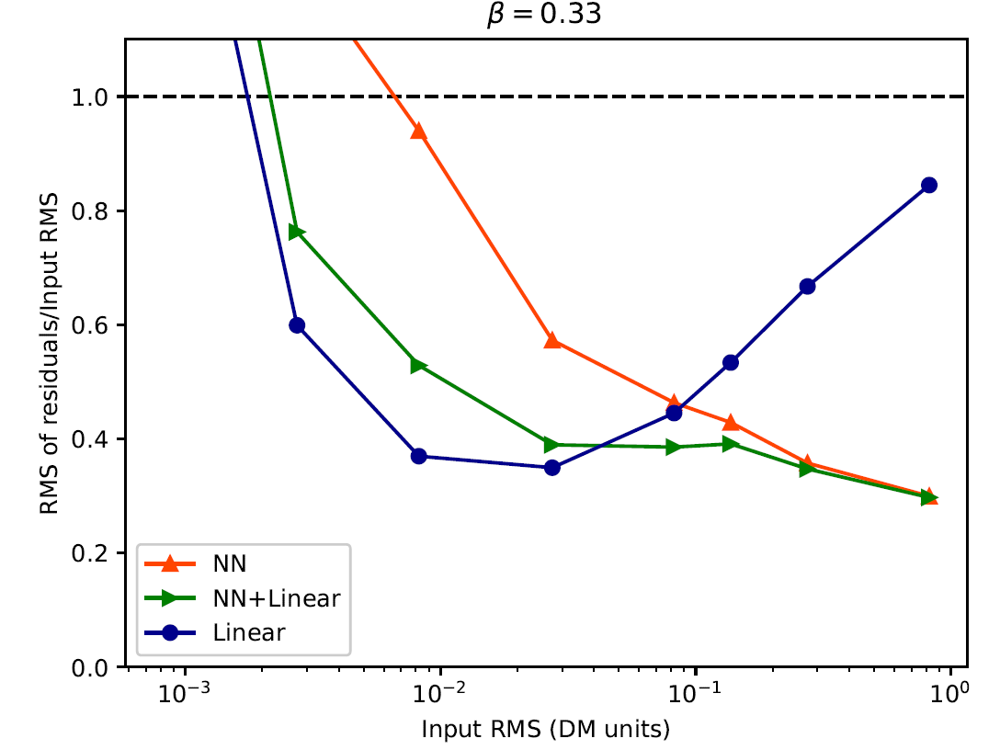 β = 0.33
RMS of residuals/Input RMS
1.0
0.8
0.6
0.4
0.2
0.0
NN
NN+Linear
Linear
10⁻³
10⁻²
10⁻¹
10⁰
Input RMS (DM units)